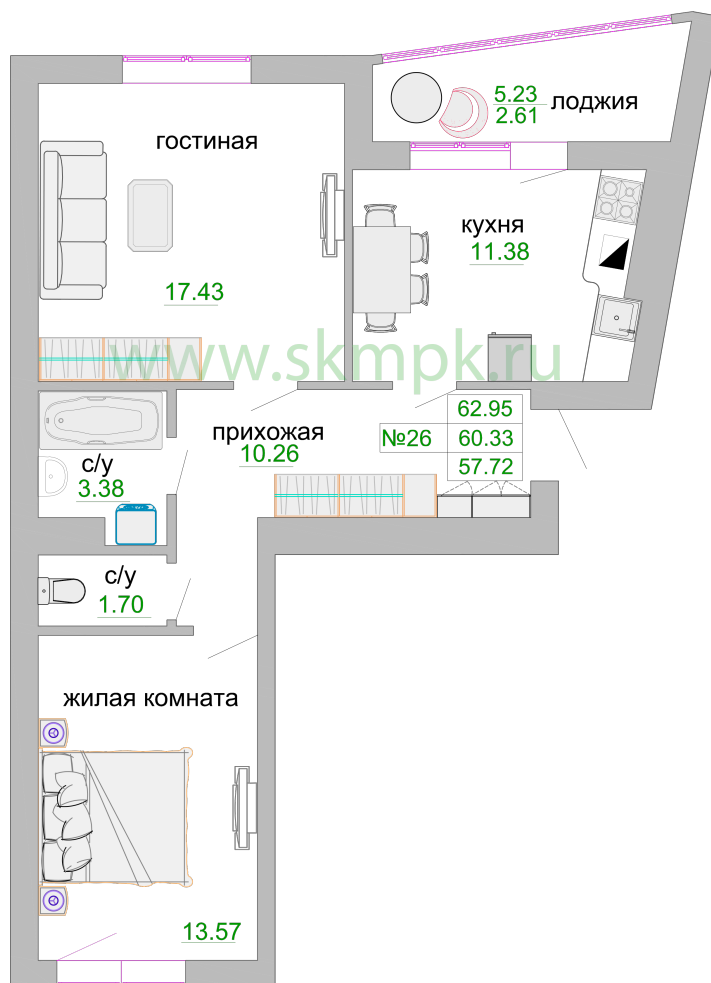 5.23
2.61
лоджия
гостиная
кухня
11.38
17.43
www.skmpk.ru
62.95
прихожая
№26
60.33
10.26
57.72
с/у
3.38
с/у
1.70
жилая комната
13.57